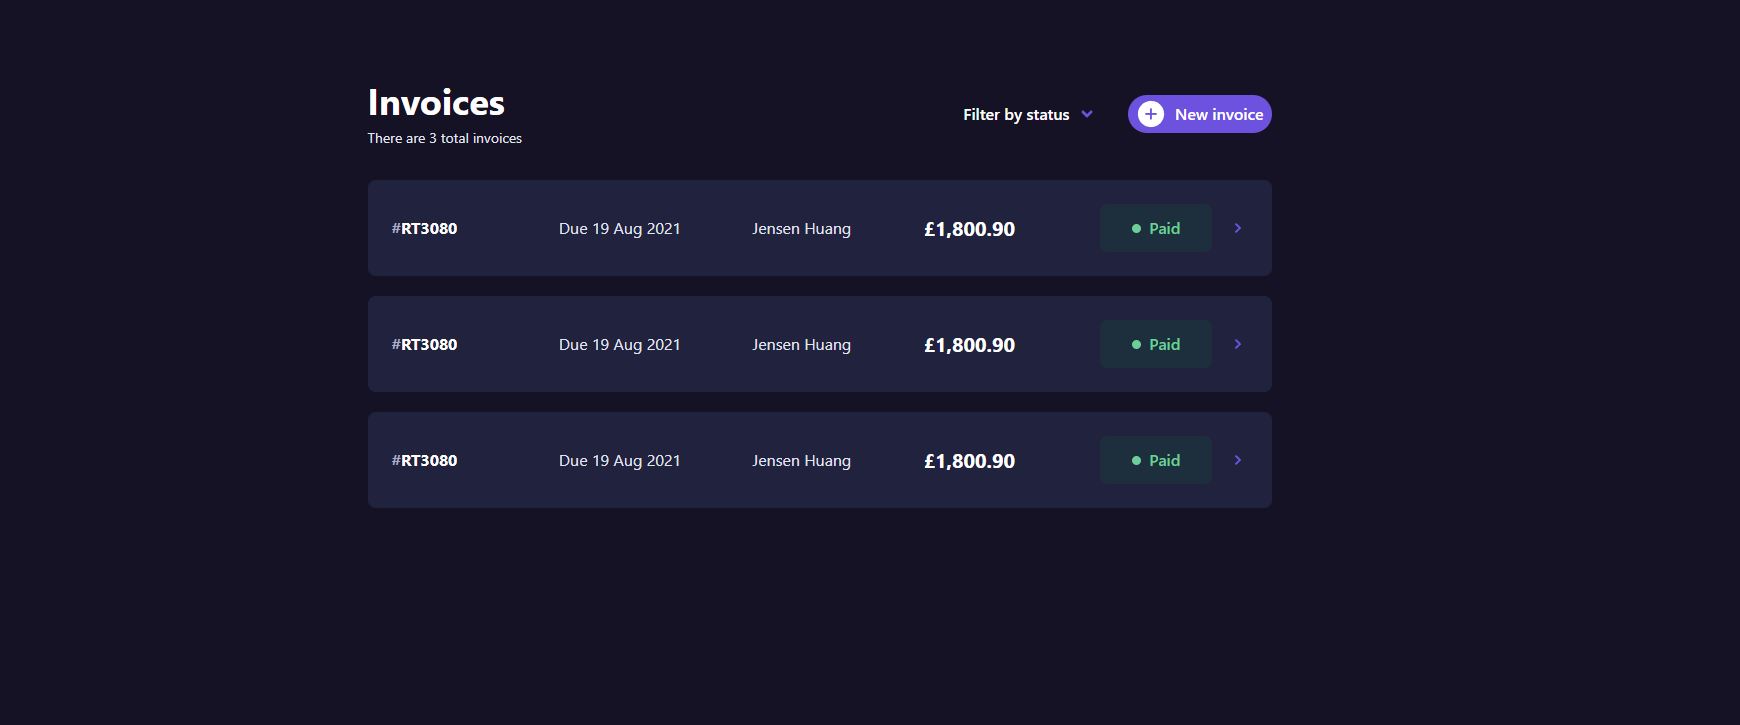 Invoices
There are 3 total invoices
Filter by status
New invoice
#RT3080 Due 19 Aug 2021 Jensen Huang £1,800.90 Paid
#RT3080 Due 19 Aug 2021 Jensen Huang £1,800.90 Paid
#RT3080 Due 19 Aug 2021 Jensen Huang £1,800.90 Paid